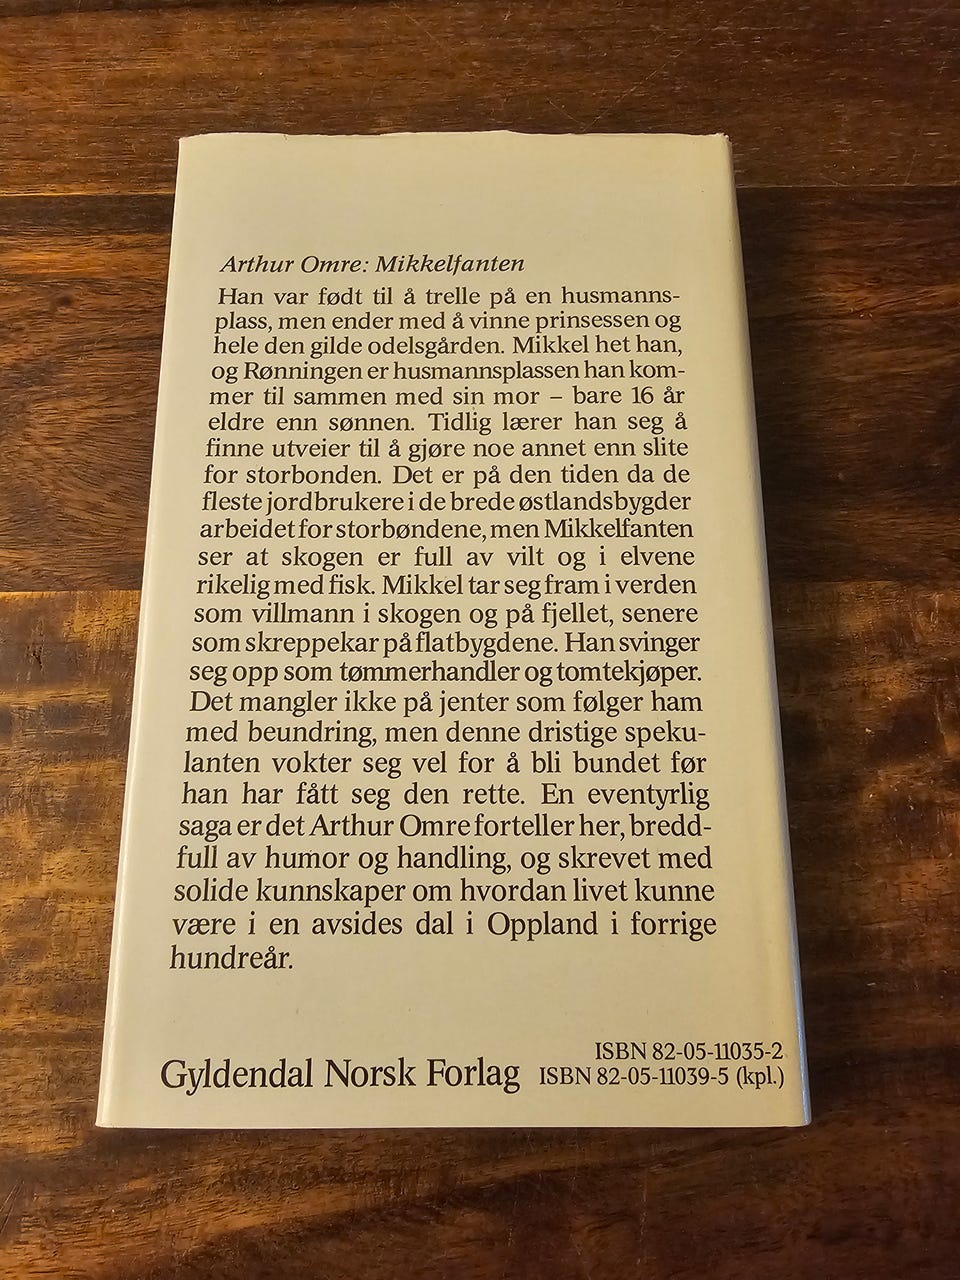 Arthur Omre: Mikkelfanten
Han var født til å trelle på en husmanns-
plass, men ender med å vinne prinsessen og
hele den gilde odelsgården. Mikkel het han,
og Rønningen er husmannsplassen han kom-
mer til sammen med sin mor – bare 16 år
eldre enn sønnen. Tidlig lærer han seg å
finne utveier til å gjøre noe annet enn slite
for storbonden. Det er på den tiden da de
fleste jordbrukere i de brede østlandsbygder
arbeidet for storbøndene, men Mikkelfanten
ser at skogen er full av vilt og i elvene
rikelig med fisk. Mikkel tar seg fram i verden
som villmann i skogen og på fjellet, senere
som skreppekar på flatbygdene. Han svinger
seg opp som tømmerhandler og tomtekjøper.
Det mangler ikke på jenter som følger ham
med beundring, men denne dristige speku-
lanten vokter seg vel for å bli bundet før
han har fått seg den rette. En eventyrlig
saga er det Arthur Omre forteller her, bredd-
full av humor og handling, og skrevet med
solide kunnskaper om hvordan livet kunne
være i en avsides dal i Oppland i forrige
hundreår.
Gyldendal Norsk Forlag
ISBN 82-05-11035-2
ISBN 82-05-11039-5 (kpl.)